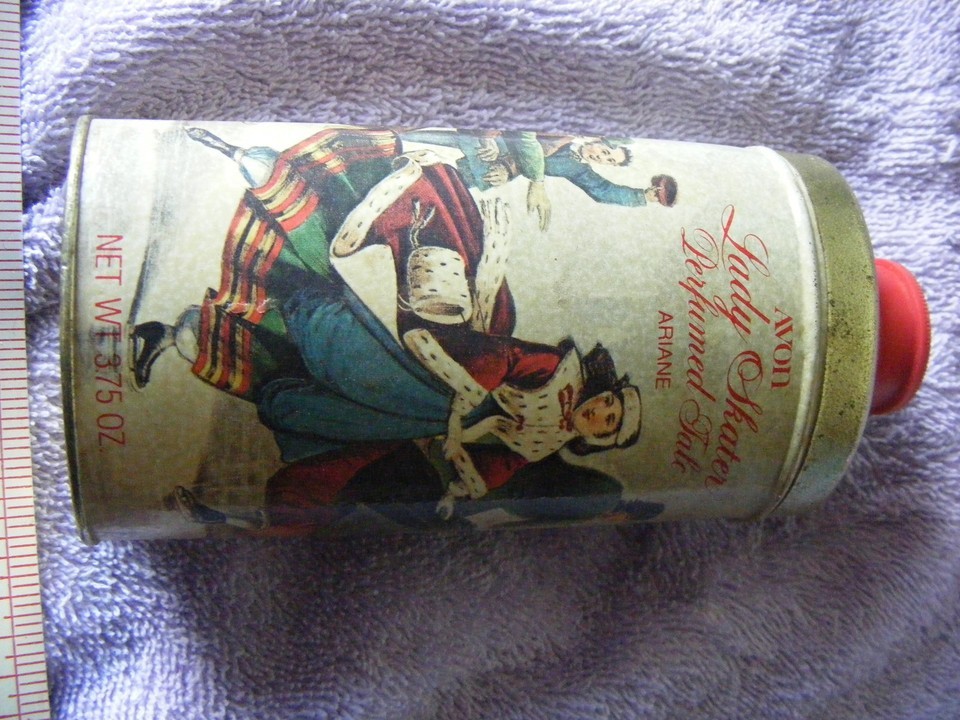 AVON
Lady Skater
Perfumed Talc
ARIANE
NET WT 3.75 OZ.